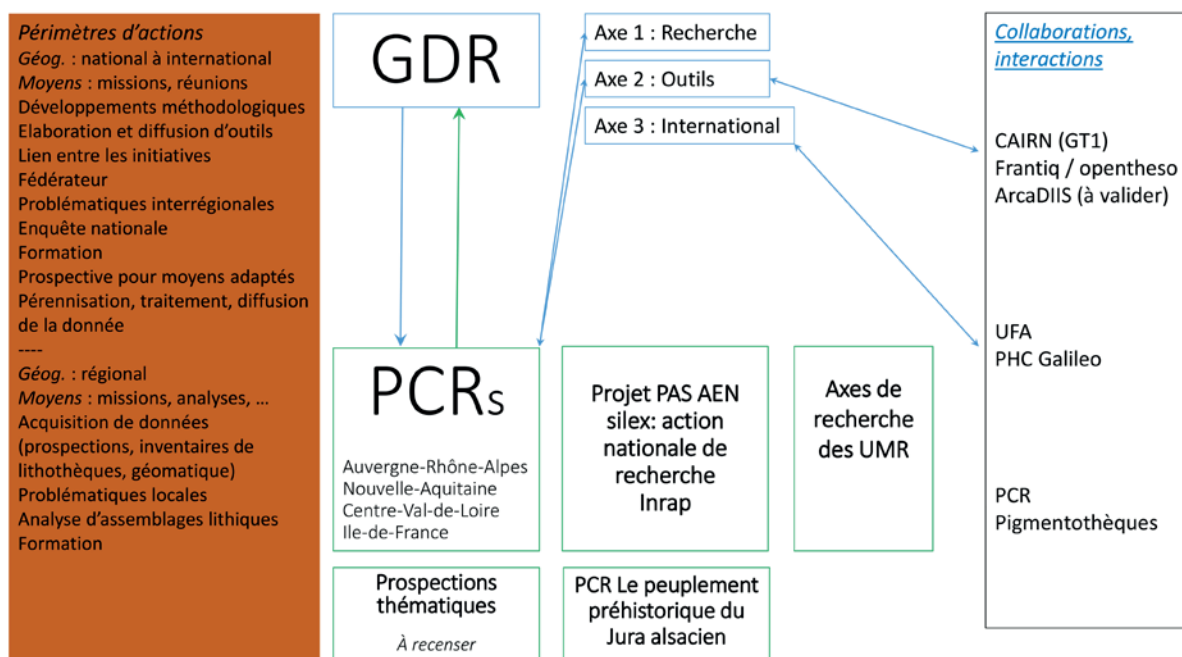 Périmètres d’actions
Géog. : national à international
Moyens : missions, réunions
Développements méthodologiques
Elaboration et diffusion d’outils
Lien entre les initiatives
Fédérateur
Problématiques interrégionales
Enquête nationale
Formation
Prospective pour moyens adaptés
Pérennisation, traitement, diffusion
de la donnée
----
Géog. : régional
Moyens : missions, analyses, …
Acquisition de données
(prospections, inventaires de
lithothèques, géomatique)
Problématiques locales
Analyse d’assemblages lithiques
Formation
GDR
Axe 1 : Recherche
Axe 2 : Outils
Axe 3 : International
Collaborations,
interactions
CAIRN (GT1)
Frantiq / opentheso
ArcaDIIS (à valider)
UFA
PHC Galileo
PCR
Pigmentothèques
PCRs
Auvergne-Rhône-Alpes
Nouvelle-Aquitaine
Centre-Val-de-Loire
Ile-de-France
Projet PAS AEN
silex: action
nationale de
recherche
Inrap
Axes de
recherche
des UMR
Prospections
thématiques
À recenser
PCR Le peuplement
préhistorique du
Jura alsacien